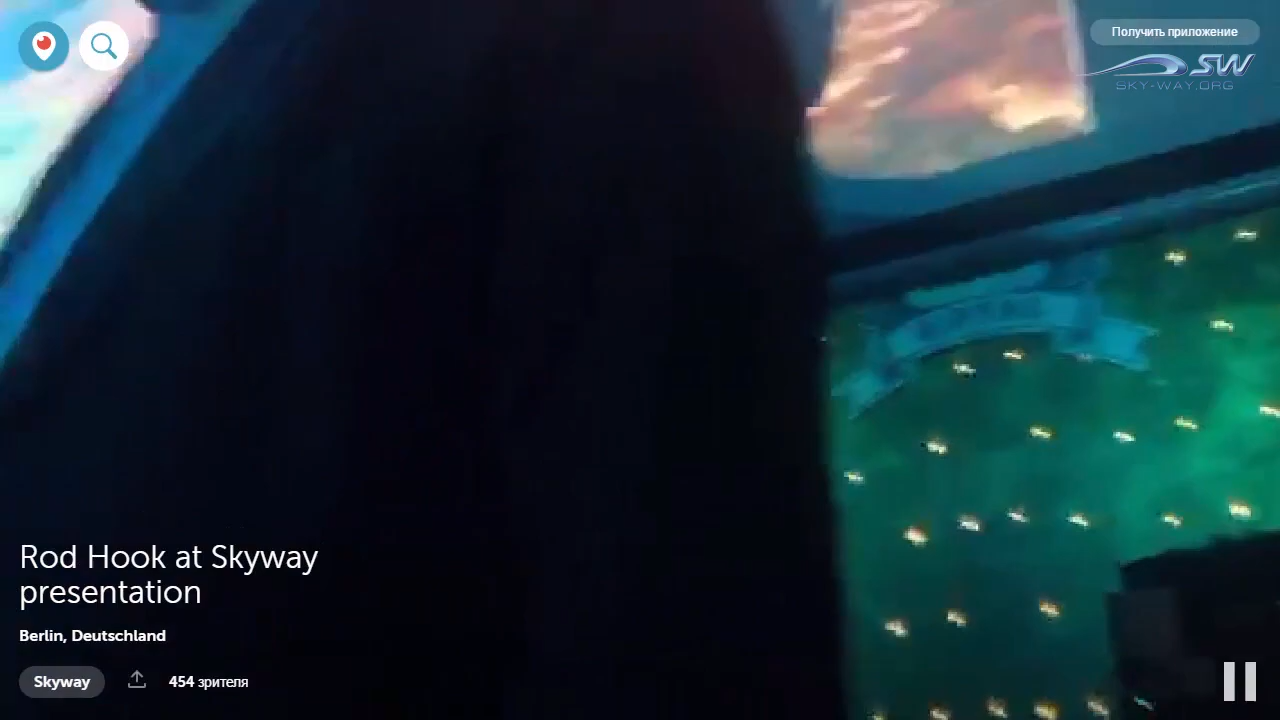 Получить приложение
SW
SKY-WAY.ORG
Rod Hook at Skyway
presentation
Berlin, Deutschland
Skyway
454 зрителя